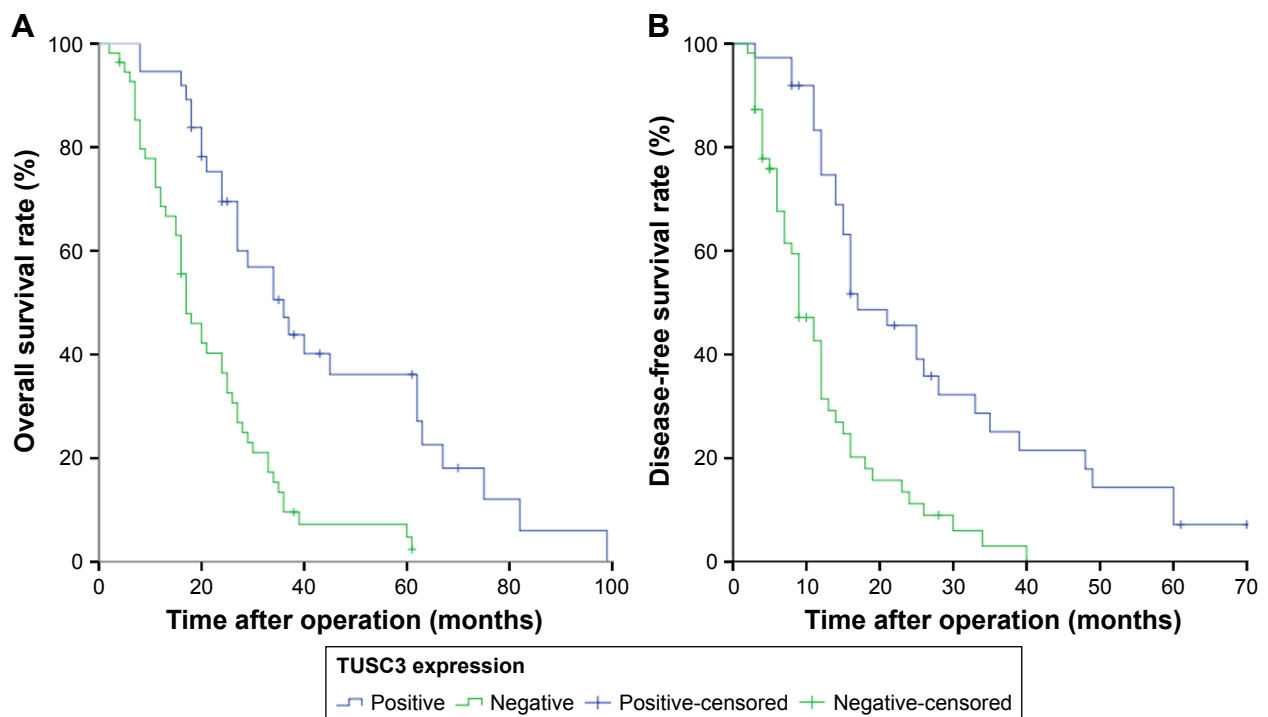 A
B
Overall survival rate (%)
100
80
60
40
20
0
0 20 40 60 80 100
Time after operation (months)
Disease-free survival rate (%)
100
80
60
40
20
0
0 10 20 30 40 50 60 70
Time after operation (months)
TUSC3 expression
Positive Negative Positive-censored Negative-censored